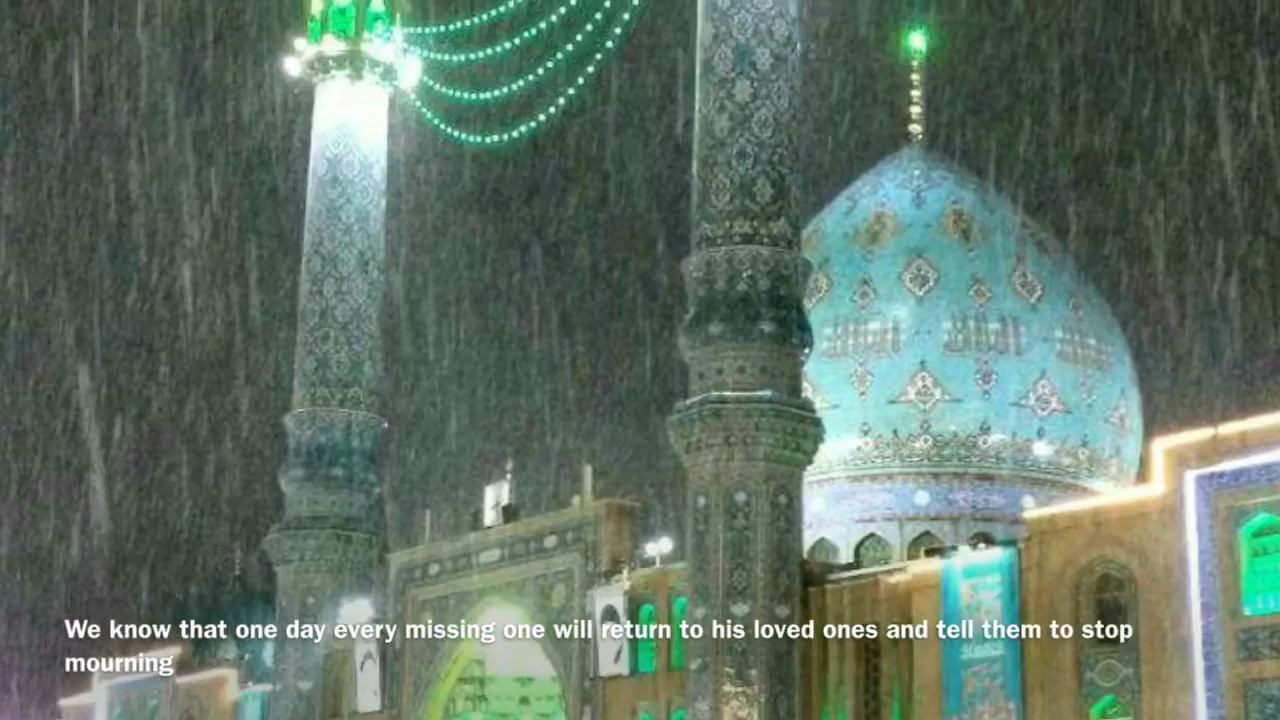 We know that one day every missing one will return to his loved ones and tell them to stop
mourning